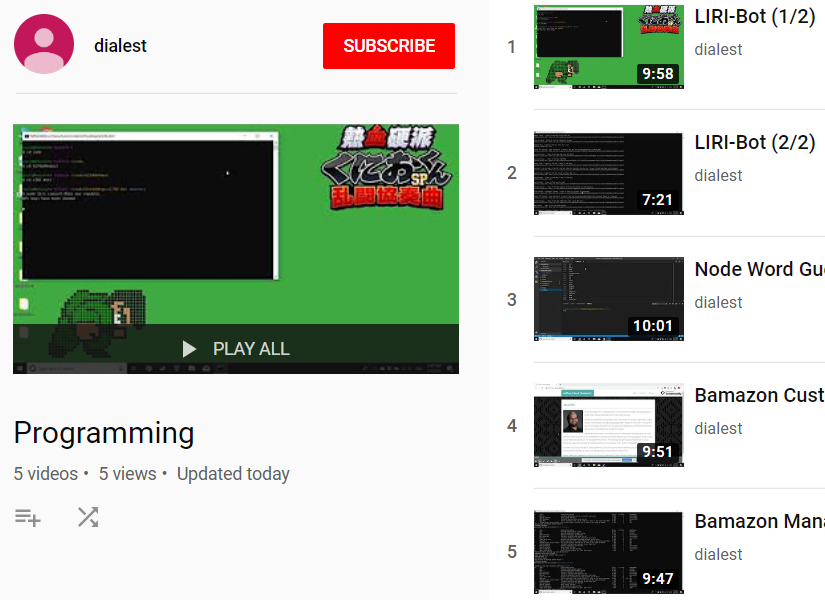 dialest
SUBSCRIBE
熱血硬派
くにおくん
SP
乱闘協奏曲
PLAY ALL
Programming
5 videos • 5 views • Updated today
1
9:58
LIRI-Bot (1/2)
dialest
2
7:21
LIRI-Bot (2/2)
dialest
3
10:01
Node Word Gu
dialest
4
9:51
Bamazon Cust
dialest
5
9:47
Bamazon Mana
dialest